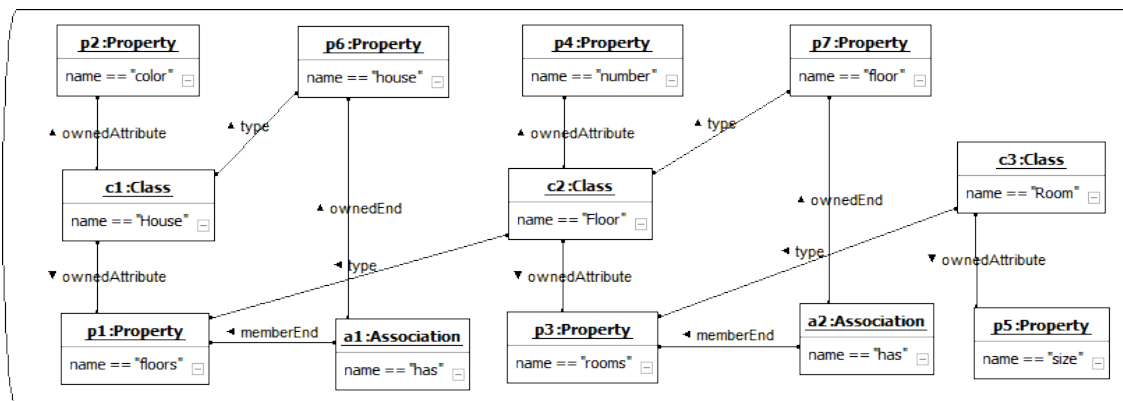 p2:Property
name == "color"
p6:Property
name == "house"
p4:Property
name == "number"
p7:Property
name == "floor"
ownedAttribute
type
ownedAttribute
type
c1:Class
name == "House"
c2:Class
name == "Floor"
c3:Class
name == "Room"
ownedEnd
ownedEnd
ownedAttribute
type
ownedAttribute
type
ownedAttribute
p1:Property
name == "floors"
memberEnd
a1:Association
name == "has"
p3:Property
name == "rooms"
memberEnd
a2:Association
name == "has"
p5:Property
name == "size"